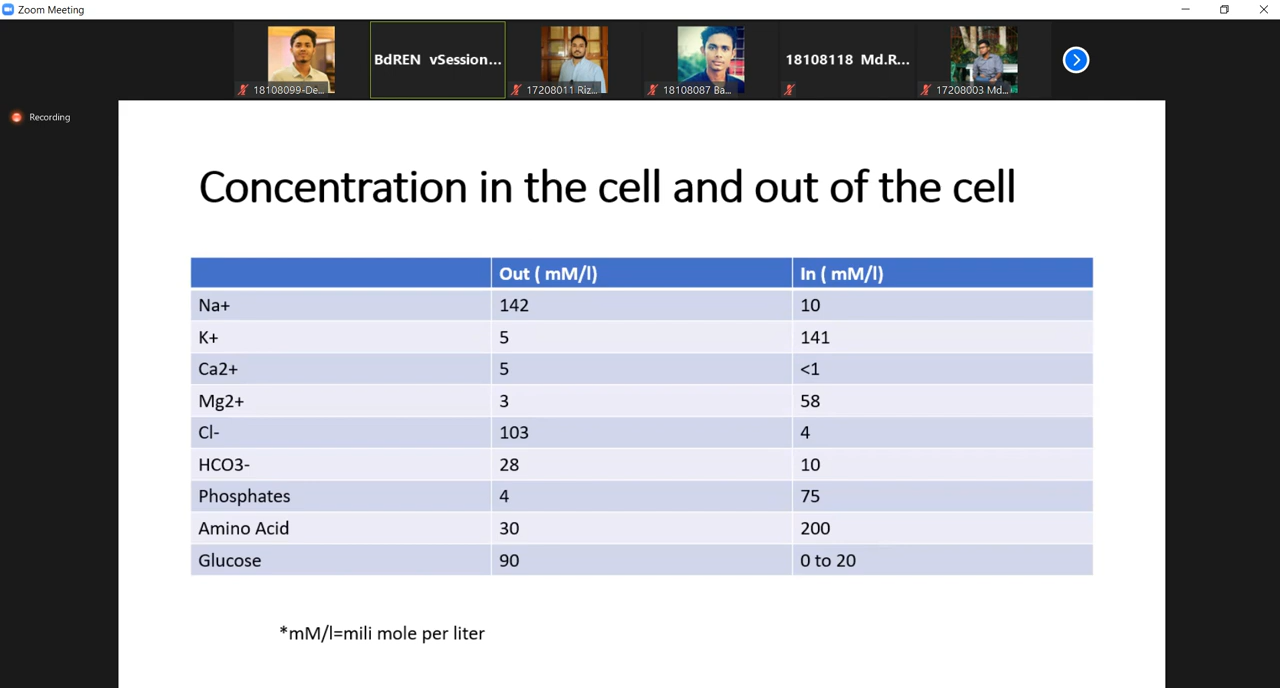 Zoom Meeting
BdREN vSession...
18108118 Md.R...
18108099-De...
17208011 Riz...
18108087 Ba...
17208003 Md...
Recording
Concentration in the cell and out of the cell
Out ( mM/l) In ( mM/l)
Na+ 142 10
K+ 5 141
Ca2+ 5 <1
Mg2+ 3 58
Cl- 103 4
HCO3- 28 10
Phosphates 4 75
Amino Acid 30 200
Glucose 90 0 to 20
*mM/l=mili mole per liter